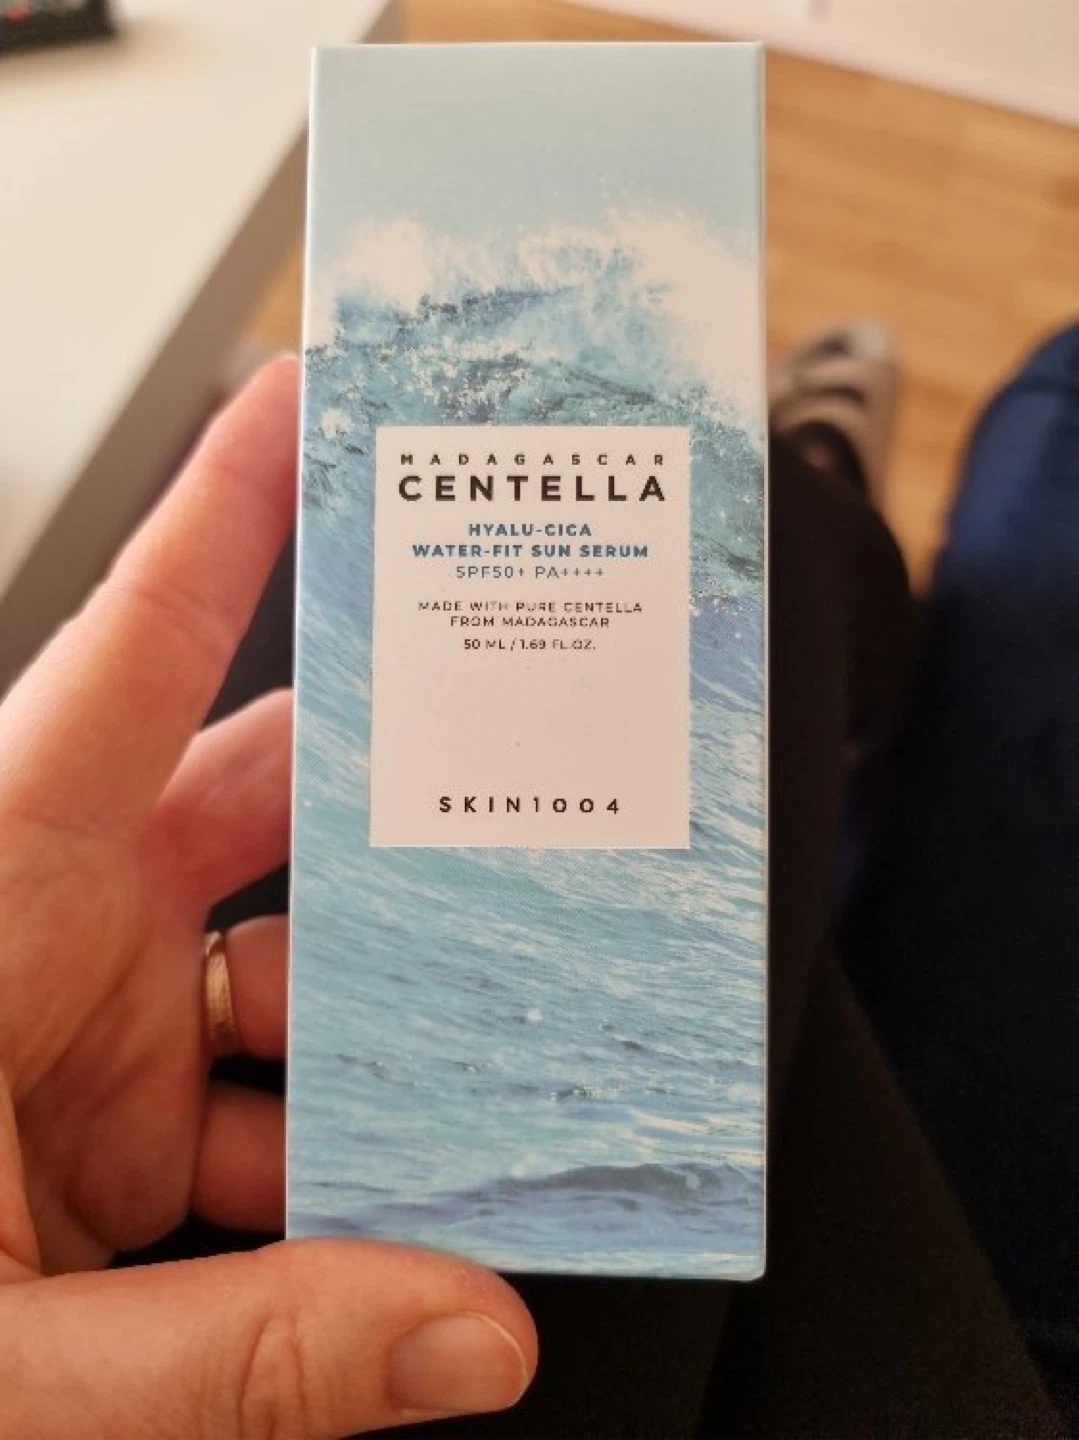 MADAGASCAR
CENTELLA
HYALU-CICA
WATER-FIT SUN SERUM
SPF50+ PA++++
MADE WITH PURE CENTELLA
FROM MADAGASCAR
50 ML / 1.69 FL.OZ.
SKIN1004